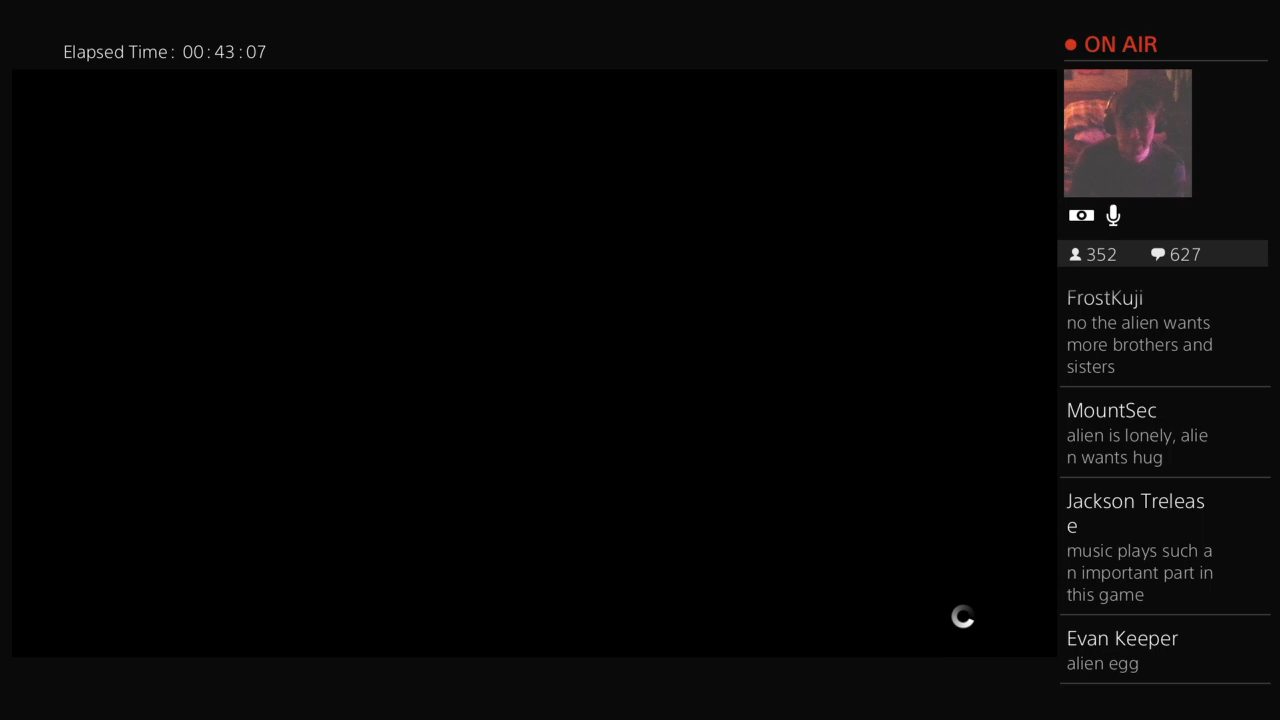 Elapsed Time: 00:43:07
ON AIR
352 627
FrostKuji
no the alien wants
more brothers and
sisters
MountSec
alien is lonely, alie
n wants hug
Jackson Treleas
e
music plays such a
n important part in
this game
Evan Keeper
alien egg